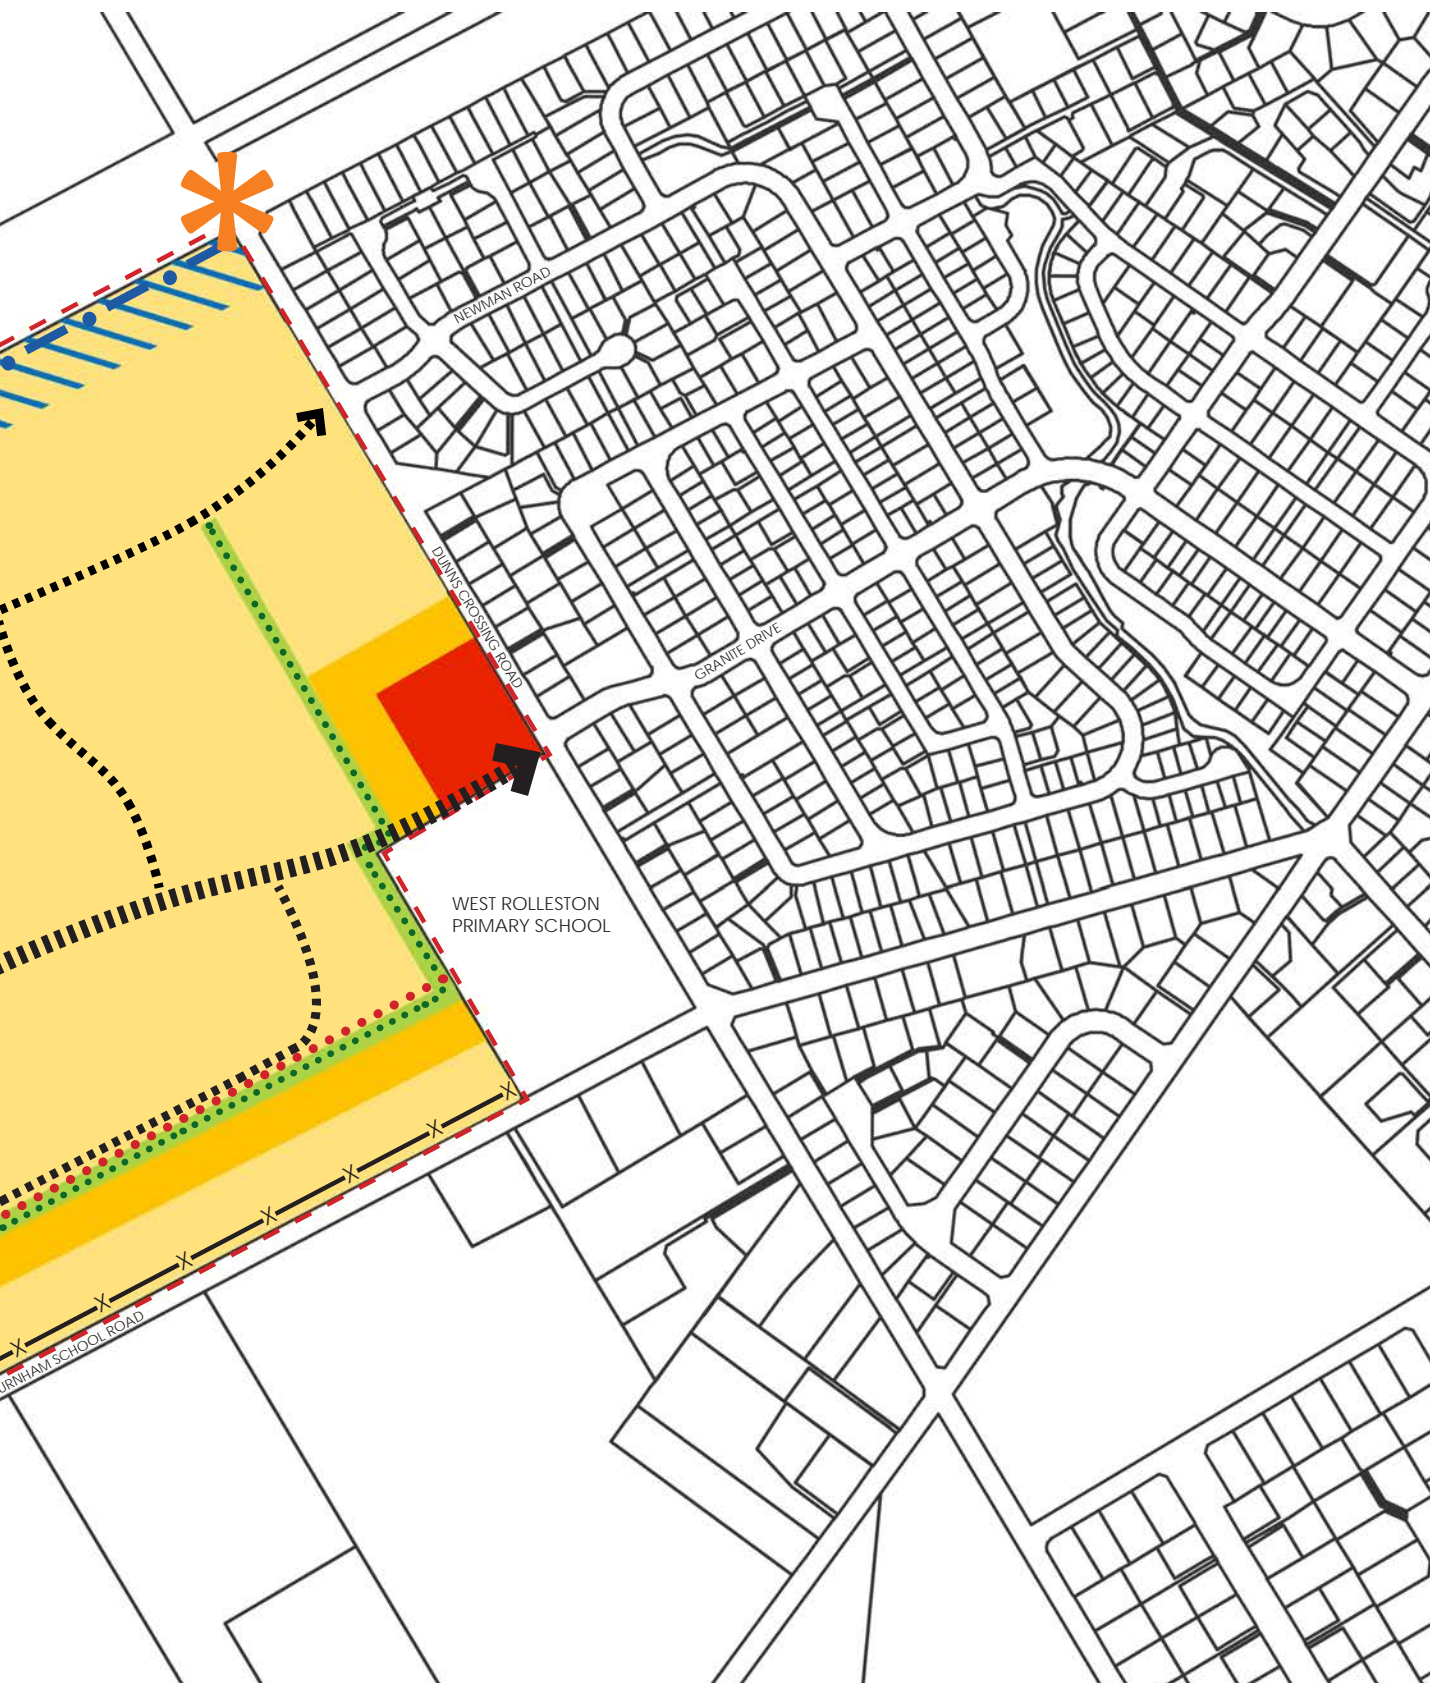 NEWMAN ROAD
DUNNS CROSSING ROAD
GRANITE DRIVE
WEST ROLLESTON
PRIMARY SCHOOL
URNHAM SCHOOL ROAD